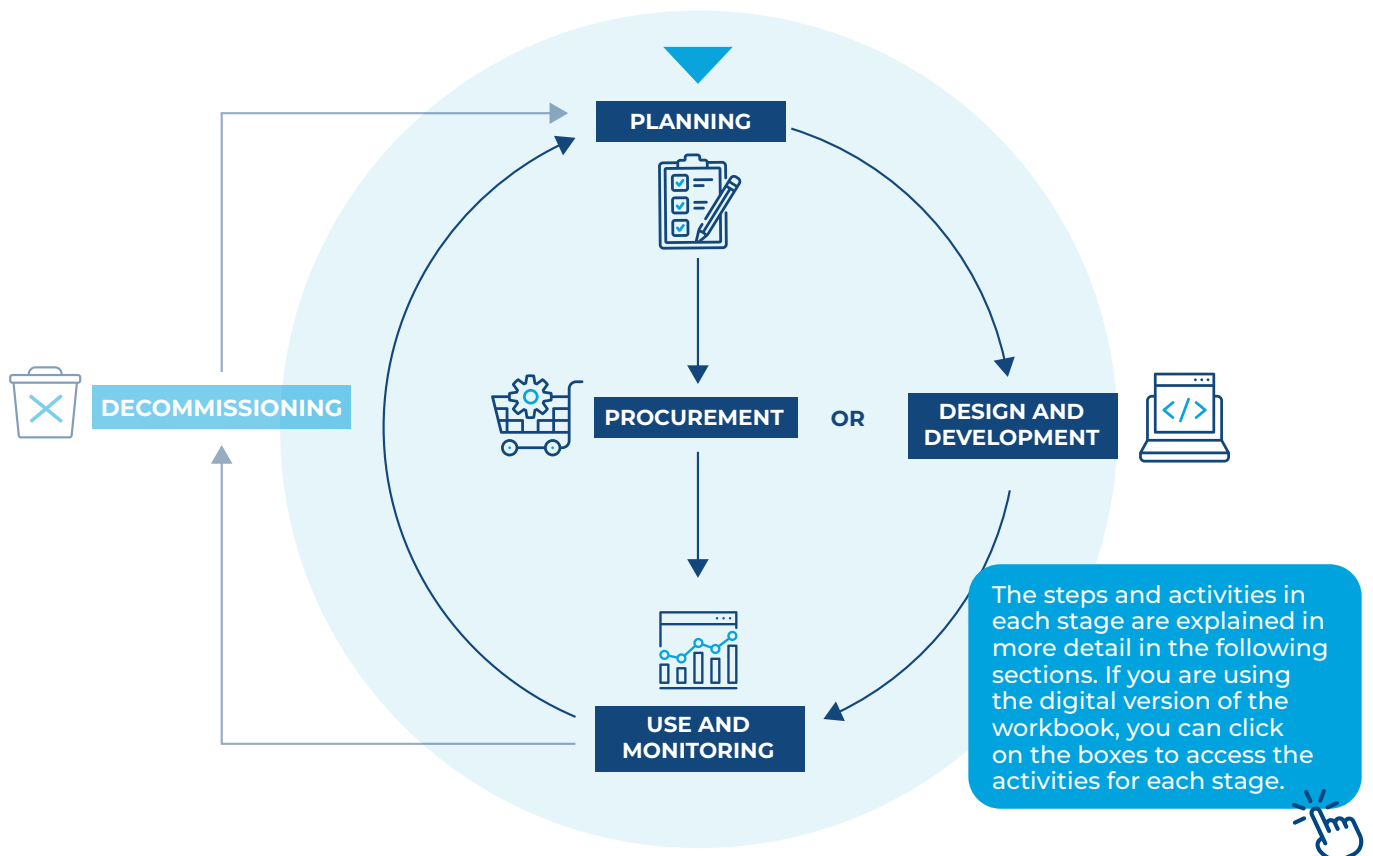 PLANNING
DECOMMISSIONING
PROCUREMENT
OR
DESIGN AND
DEVELOPMENT
</>
USE AND
MONITORING
The steps and activities in
each stage are explained in
more detail in the following
sections. If you are using
the digital version of the
workbook, you can click
on the boxes to access the
activities for each stage.